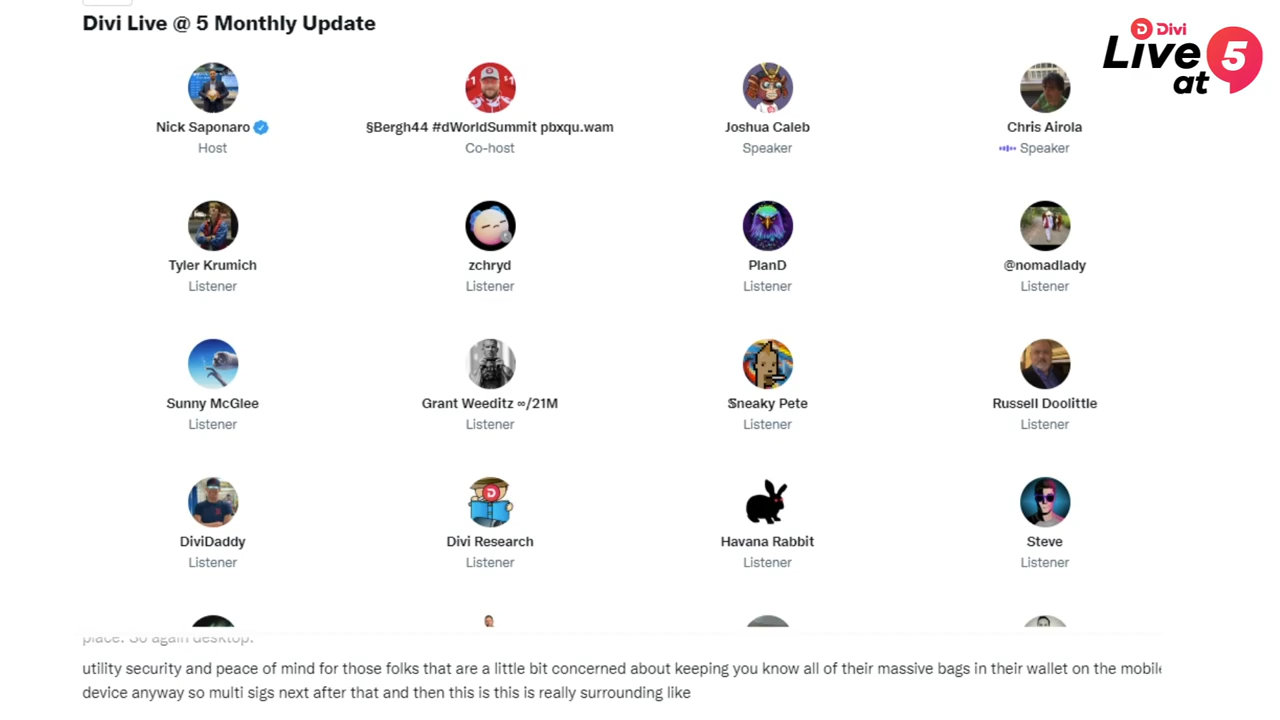 Divi Live @ 5 Monthly Update
Divi
Live
at 5
Nick Saponaro
§Bergh44 #dWorldSummit pbxqu.wam
Joshua Caleb
Chris Airola
Host
Co-host
Speaker
Speaker
Tyler Krumich
zchryd
PlanD
@nomadlady
Listener
Listener
Listener
Listener
Sunny McGlee
Grant Weeditz ∞/21M
Sneaky Pete
Russell Doolittle
Listener
Listener
Listener
Listener
DiviDaddy
Divi Research
Havana Rabbit
Steve
Listener
Listener
Listener
Listener
place. So again desktop.
utility security and peace of mind for those folks that are a little bit concerned about keeping you know all of their massive bags in their wallet on the mobile
device anyway so multi sigs next after that and then this is this is really surrounding like